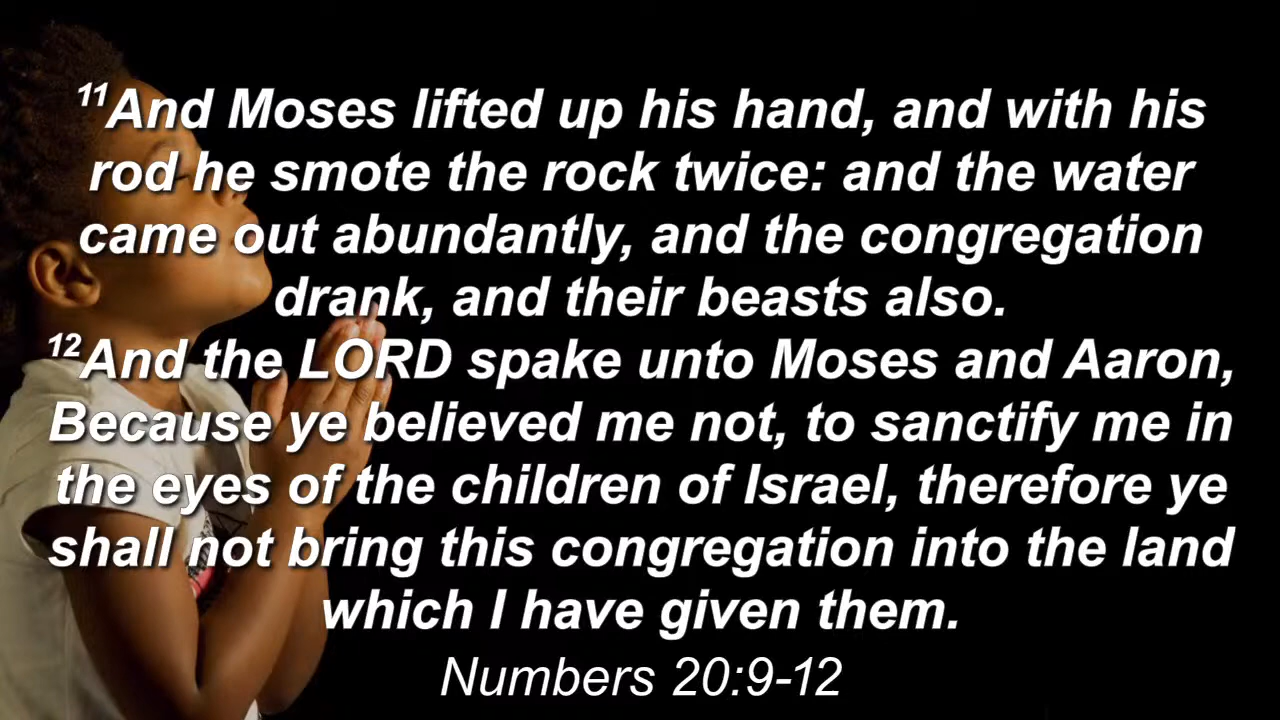 11And Moses lifted up his hand, and with his
rod he smote the rock twice: and the water
came out abundantly, and the congregation
drank, and their beasts also.
12And the LORD spake unto Moses and Aaron,
Because ye believed me not, to sanctify me in
the eyes of the children of Israel, therefore ye
shall not bring this congregation into the land
which I have given them.
Numbers 20:9-12